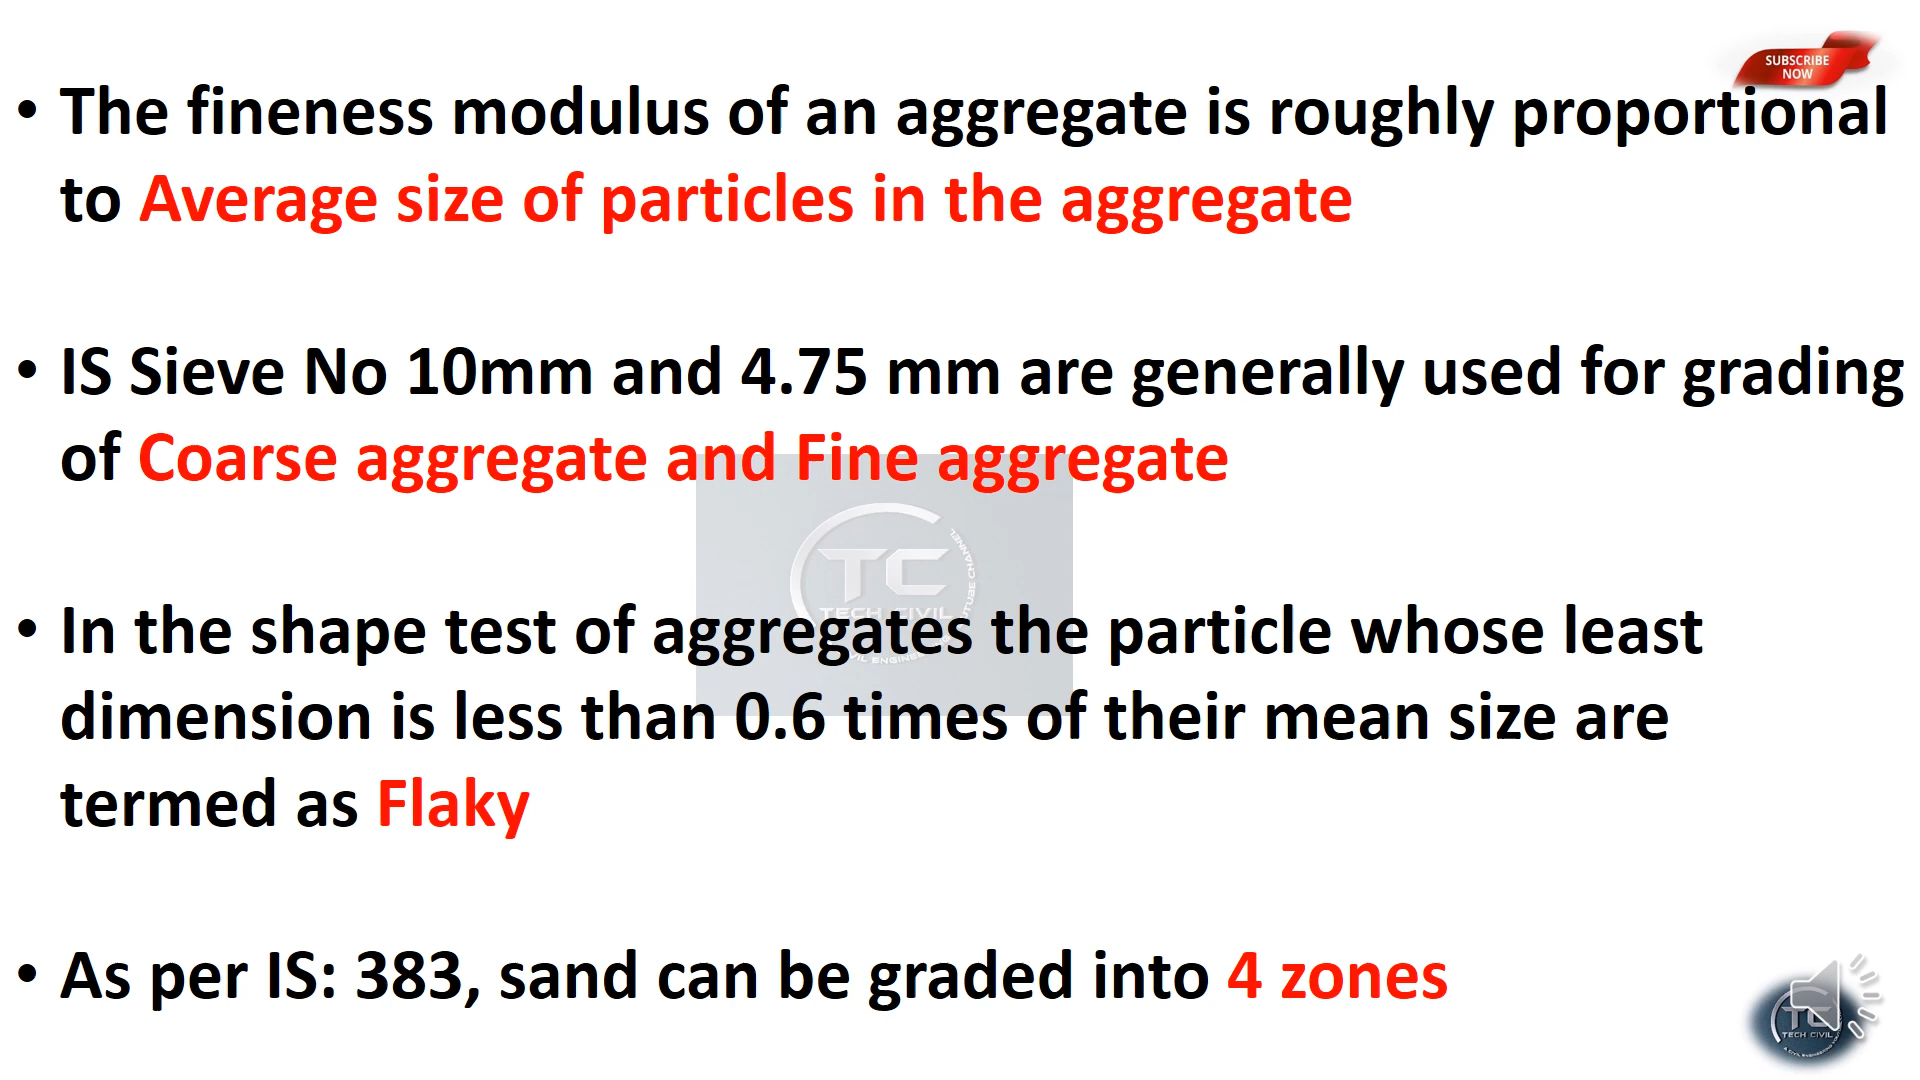 SUBSCRIBE
NOW
• The fineness modulus of an aggregate is roughly proportional
to Average size of particles in the aggregate
• IS Sieve No 10mm and 4.75 mm are generally used for grading
of Coarse aggregate and Fine aggregate
TC
TECH CIVIL
• In the shape test of aggregates the particle whose least
dimension is less than 0.6 times of their mean size are
termed as Flaky
• As per IS: 383, sand can be graded into 4 zones
TC
TECH CIVIL